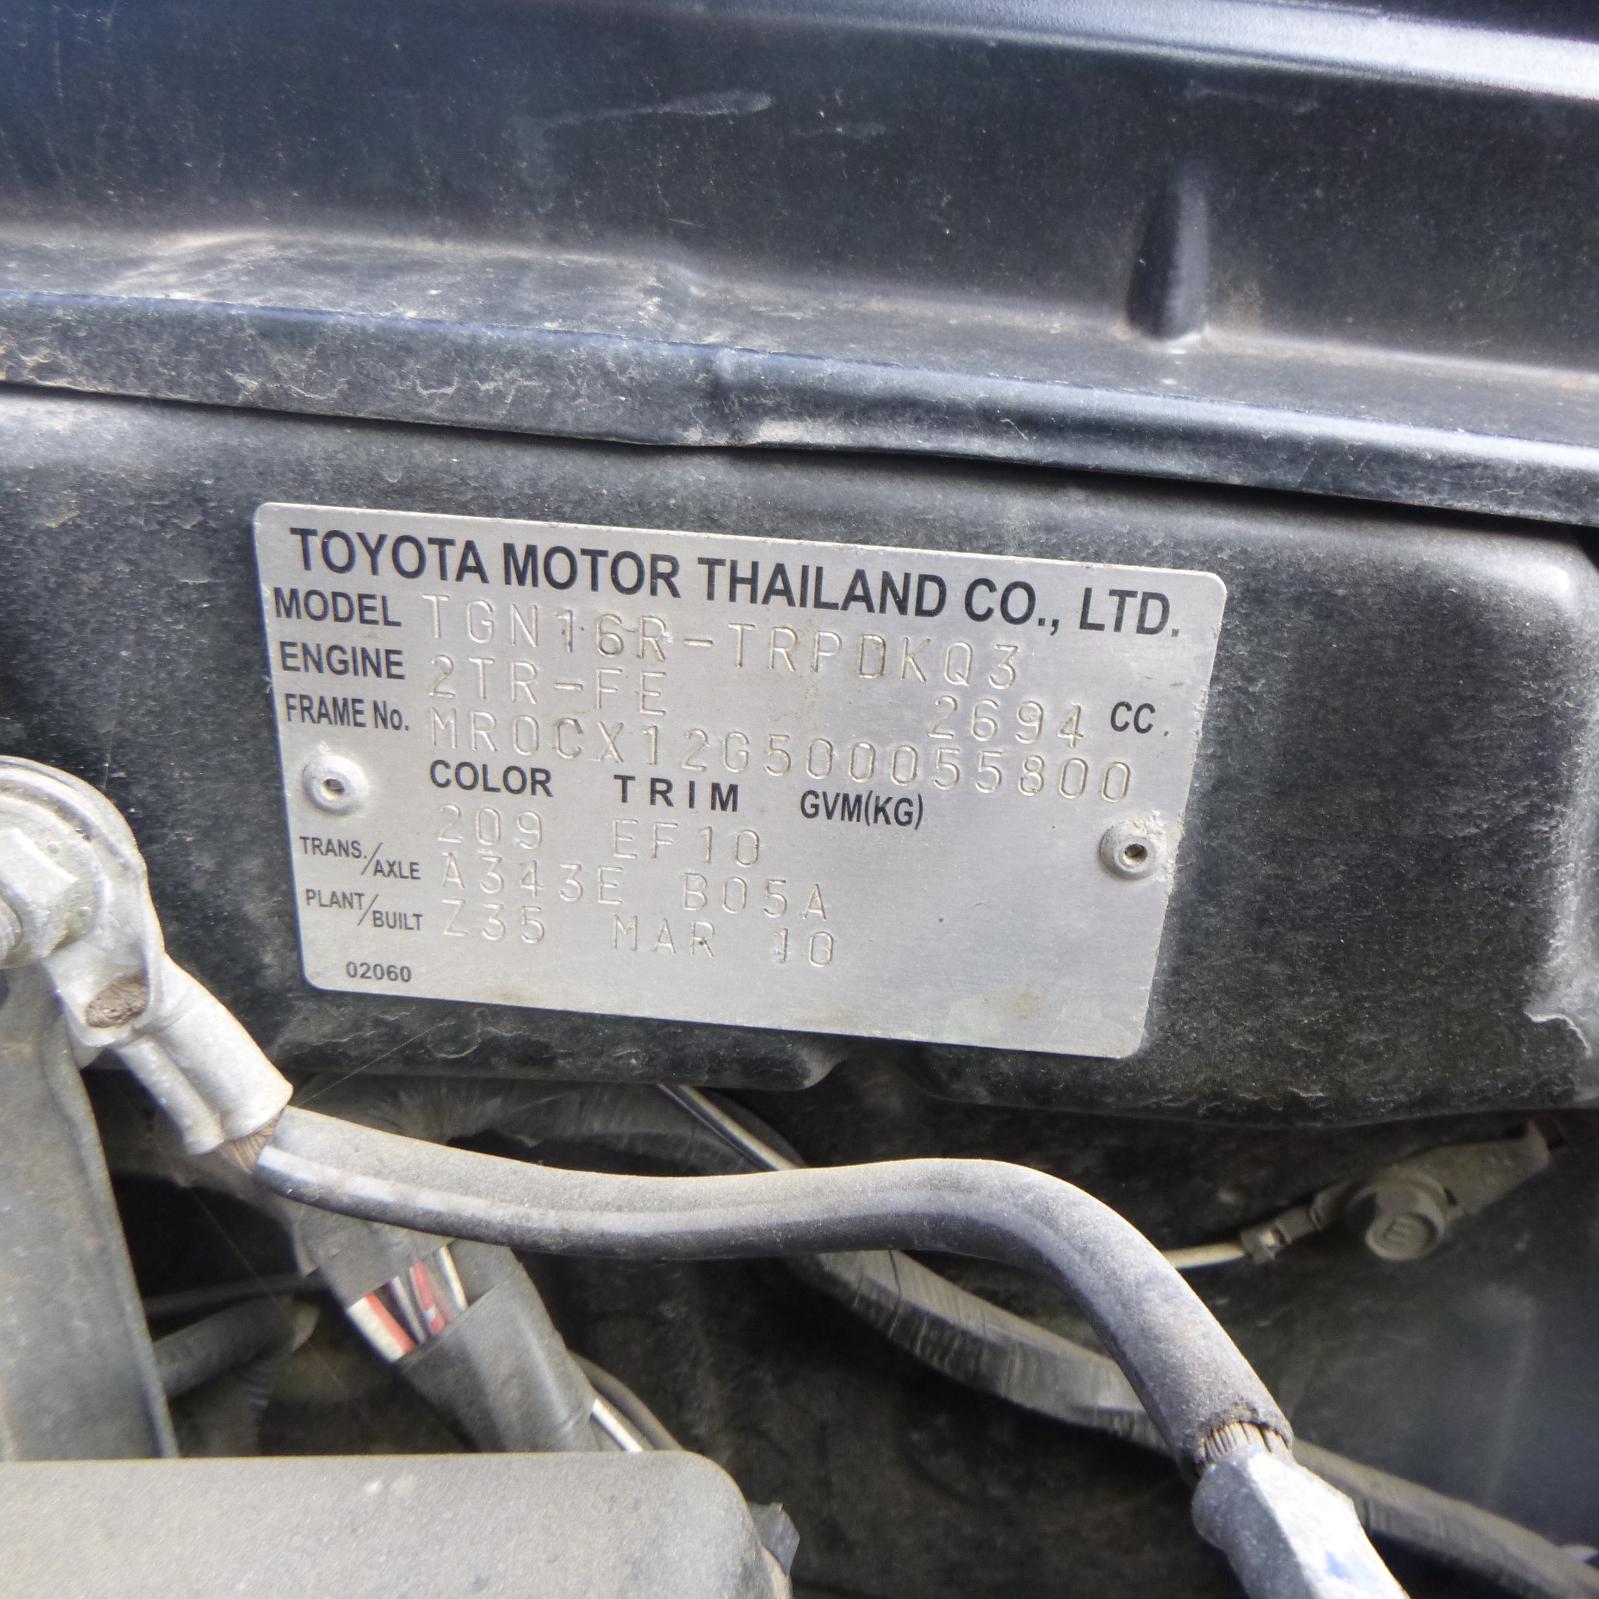 TOYOTA MOTOR THAILAND CO., LTD.
MODEL TGN16R-TRPDKQ3
ENGINE 2TR-FE 2694 CC.
FRAME No. MR0CX12G500055800
COLOR TRIM GVM(KG)
209 EF10
TRANS./AXLE A343E B05A
PLANT/BUILT Z35 MAR 10
02060